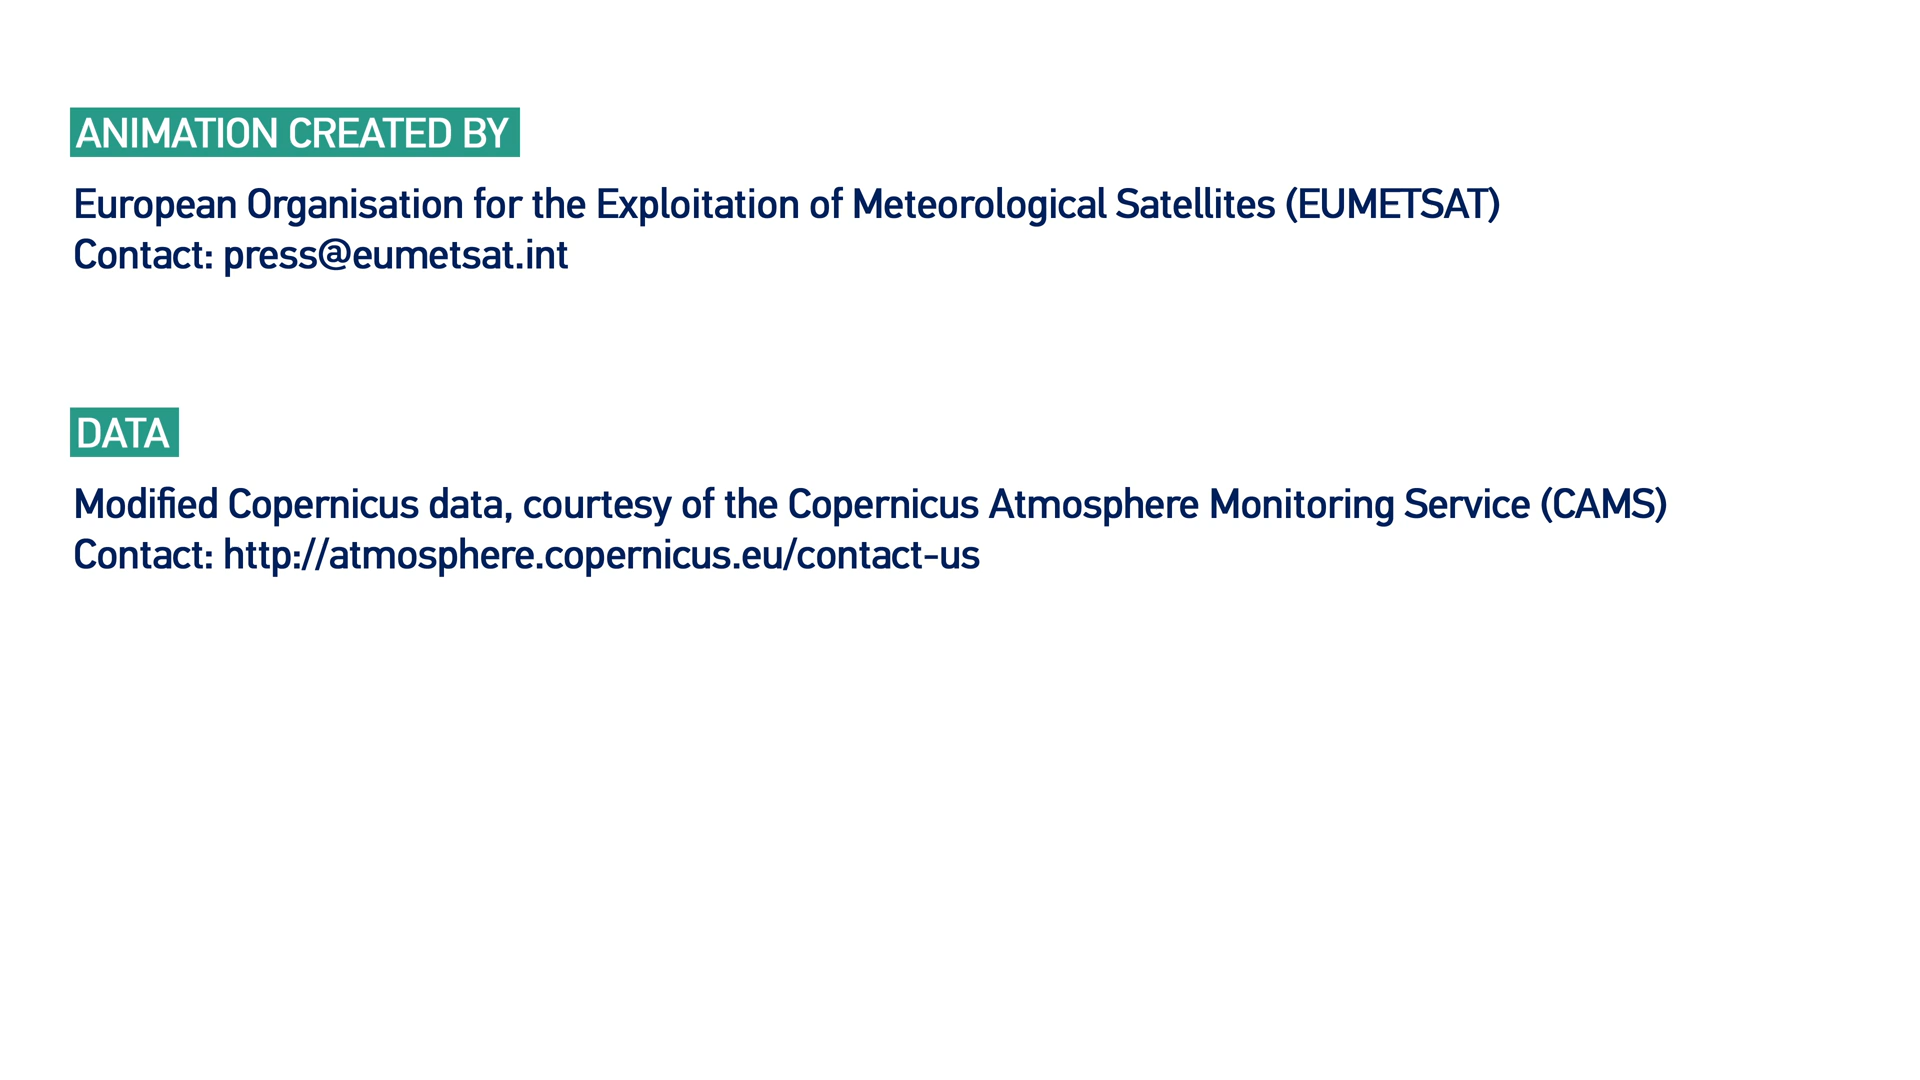 ANIMATION CREATED BY
European Organisation for the Exploitation of Meteorological Satellites (EUMETSAT)
Contact: press@eumetsat.int
DATA
Modified Copernicus data, courtesy of the Copernicus Atmosphere Monitoring Service (CAMS)
Contact: http://atmosphere.copernicus.eu/contact-us